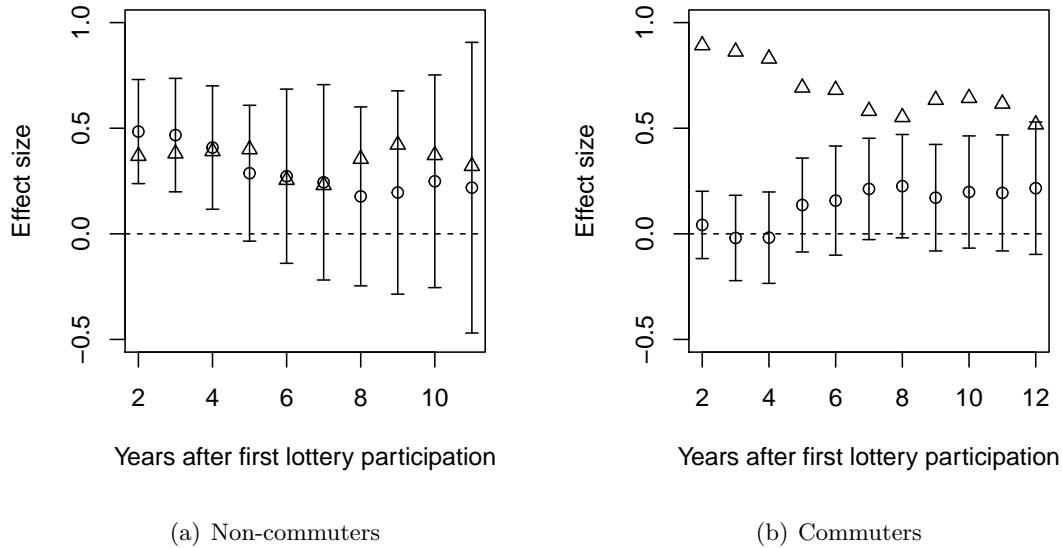 1.0
0.5
0.0
−0.5
Effect size
2 4 6 8 10
Years after first lottery participation
(a) Non-commuters
1.0
0.5
0.0
−0.5
Effect size
2 4 6 8 10 12
Years after first lottery participation
(b) Commuters